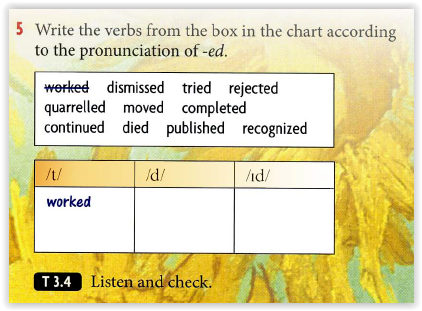 5 Write the verbs from the box in the chart according
to the pronunciation of -ed.
worked dismissed tried rejected
quarrelled moved completed
continued died published recognized
/t/ /d/ /ɪd/
worked
T 3.4 Listen and check.